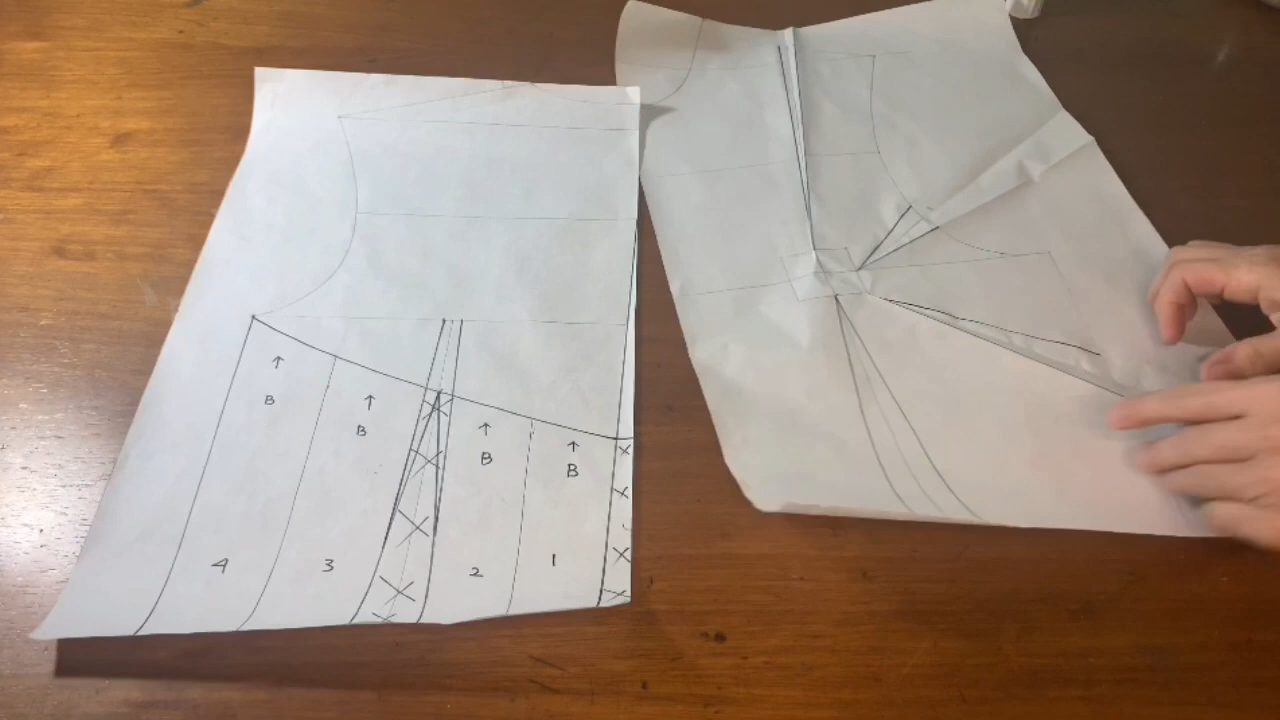 ↑ ↑ ↑ ↑
B B B B
4 3 2 1